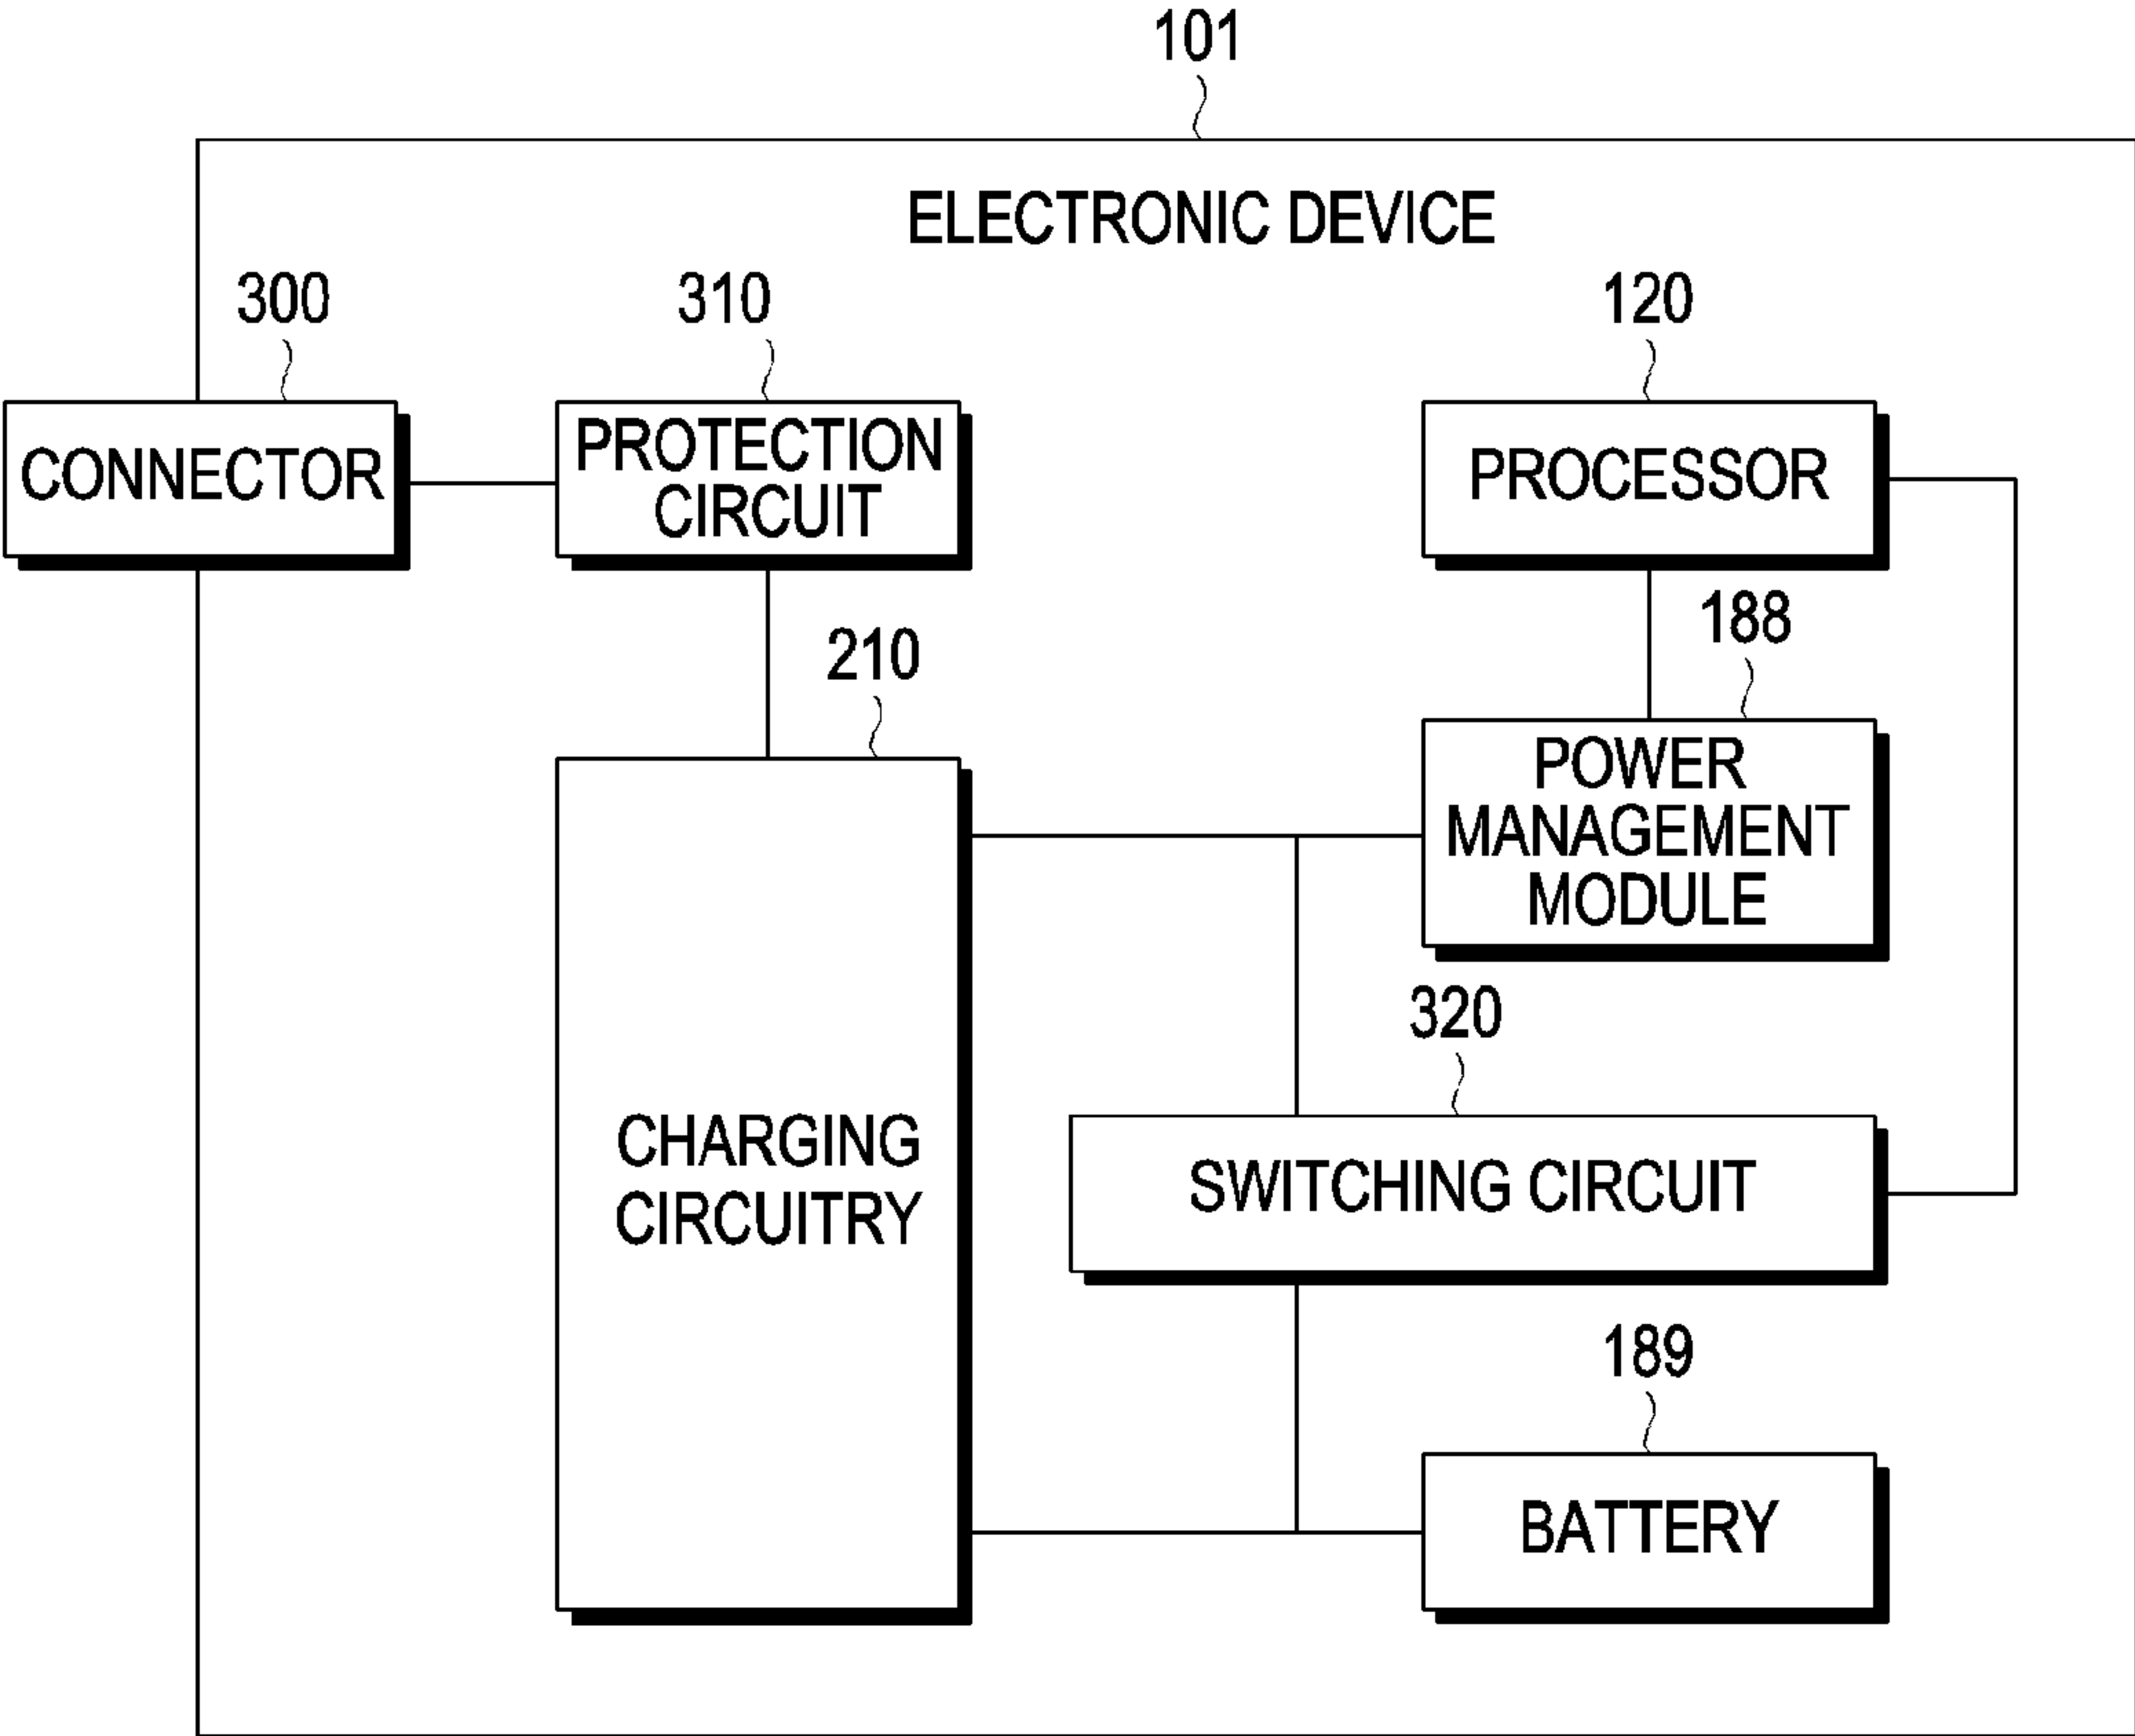 101
ELECTRONIC DEVICE
300
310
120
CONNECTOR
PROTECTION
CIRCUIT
PROCESSOR
210
188
POWER
MANAGEMENT
MODULE
320
CHARGING
CIRCUITRY
SWITCHING CIRCUIT
189
BATTERY